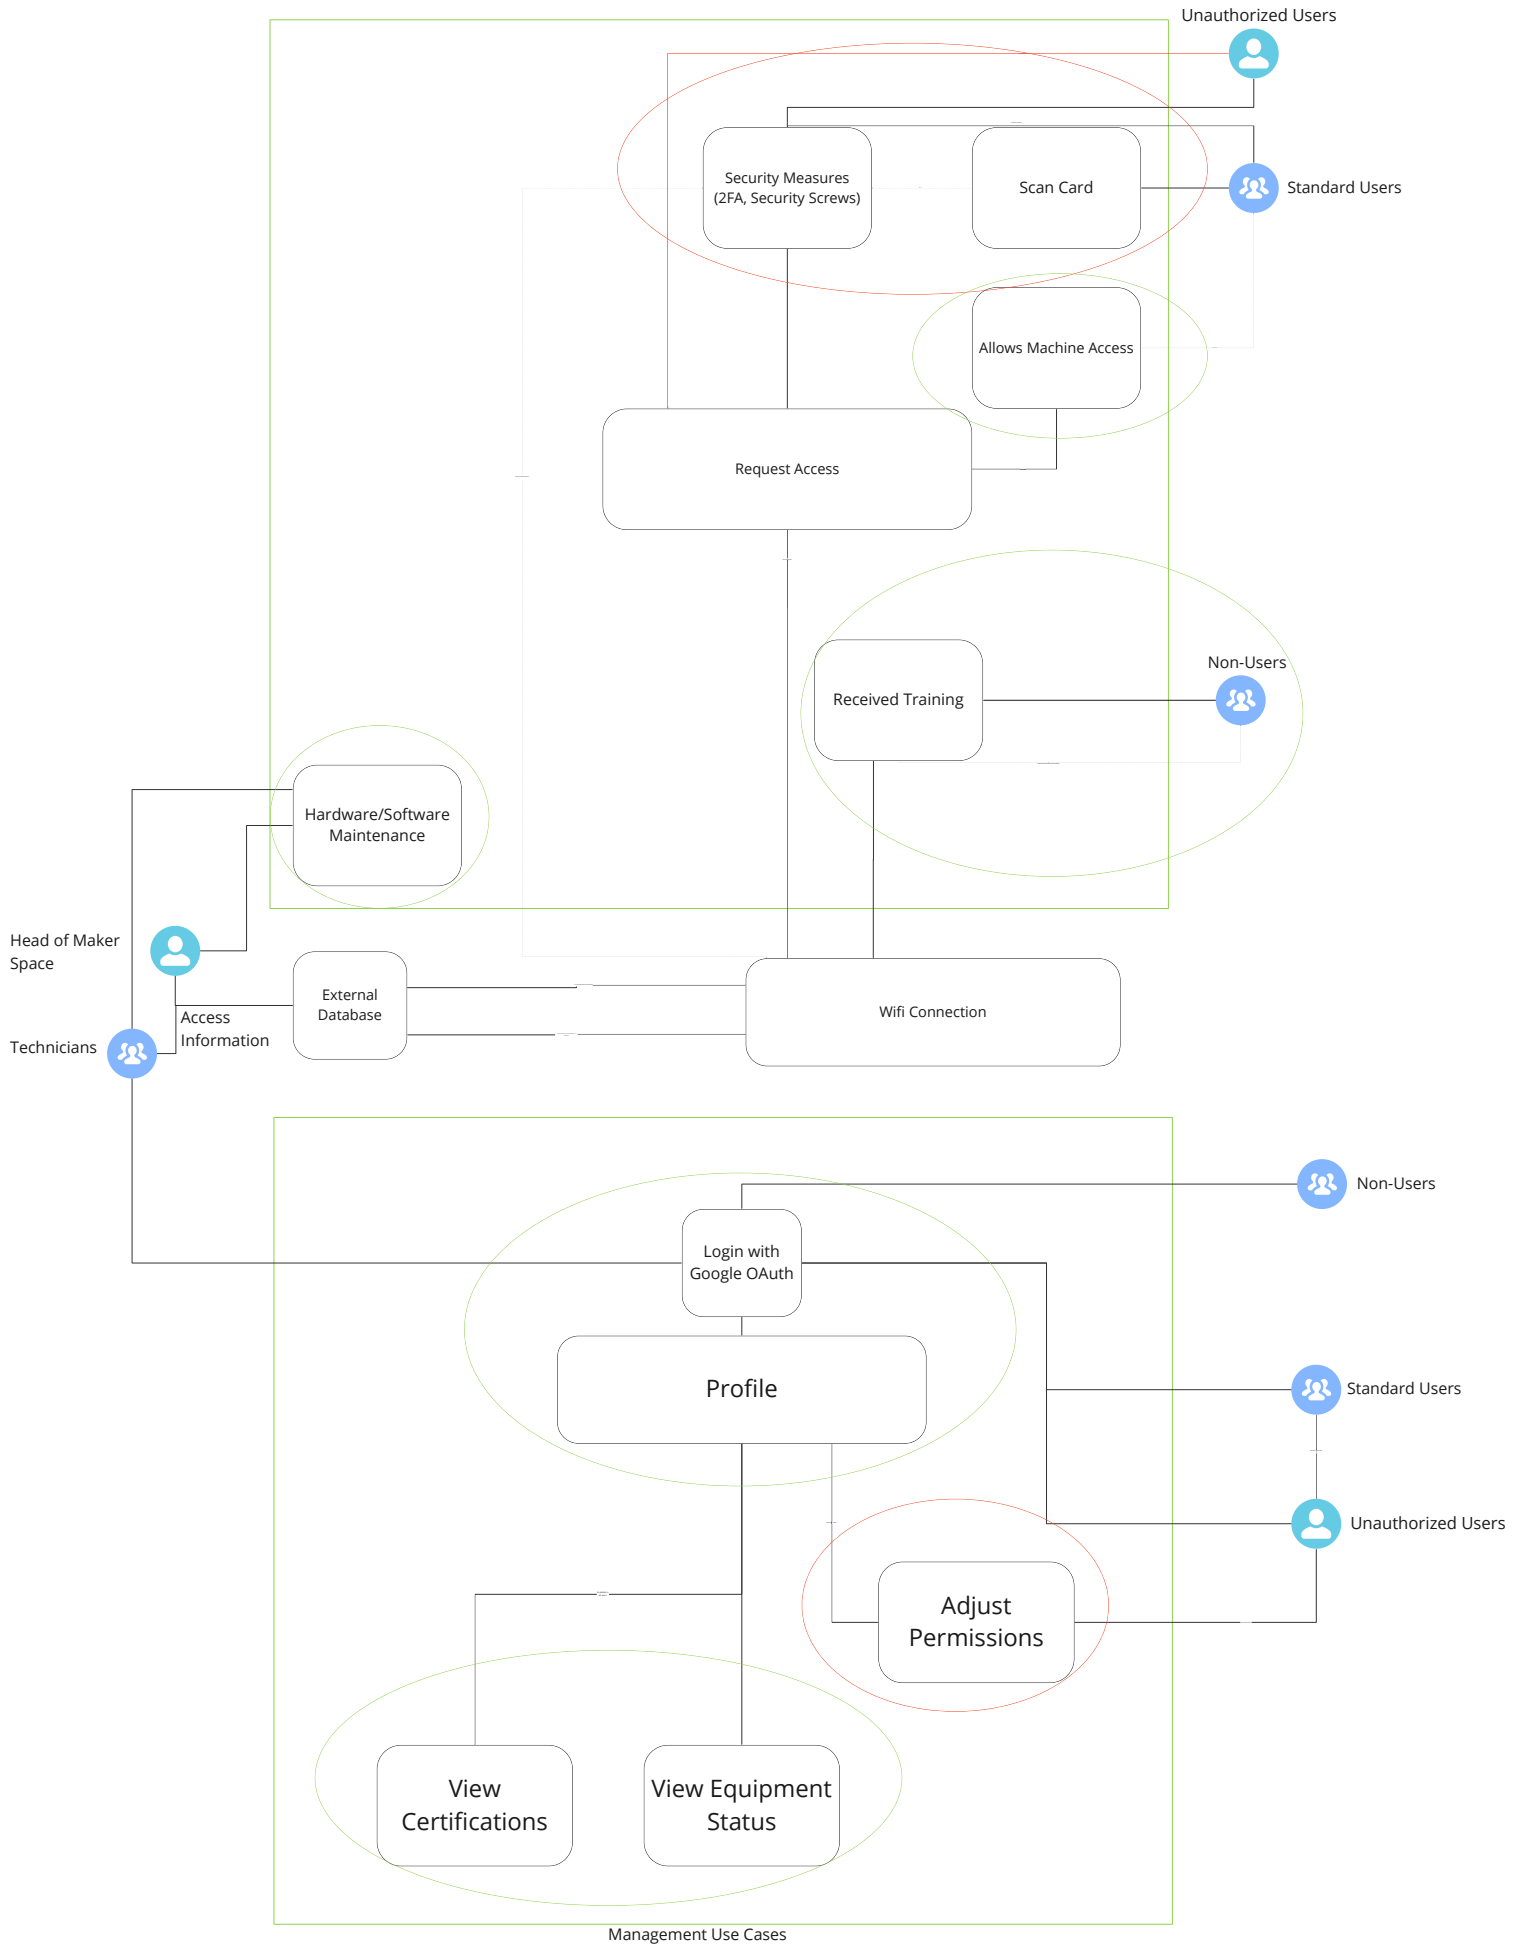 Unauthorized Users
Security Measures
(2FA, Security Screws)
Scan Card
Standard Users
Allows Machine Access
Request Access
Non-Users
Received Training
Hardware/Software
Maintenance
Head of Maker
Space
External
Database
Wifi Connection
Access
Information
Technicians
Non-Users
Login with
Google OAuth
Profile
Standard Users
Unauthorized Users
Adjust
Permissions
View
Certifications
View Equipment
Status
Management Use Cases